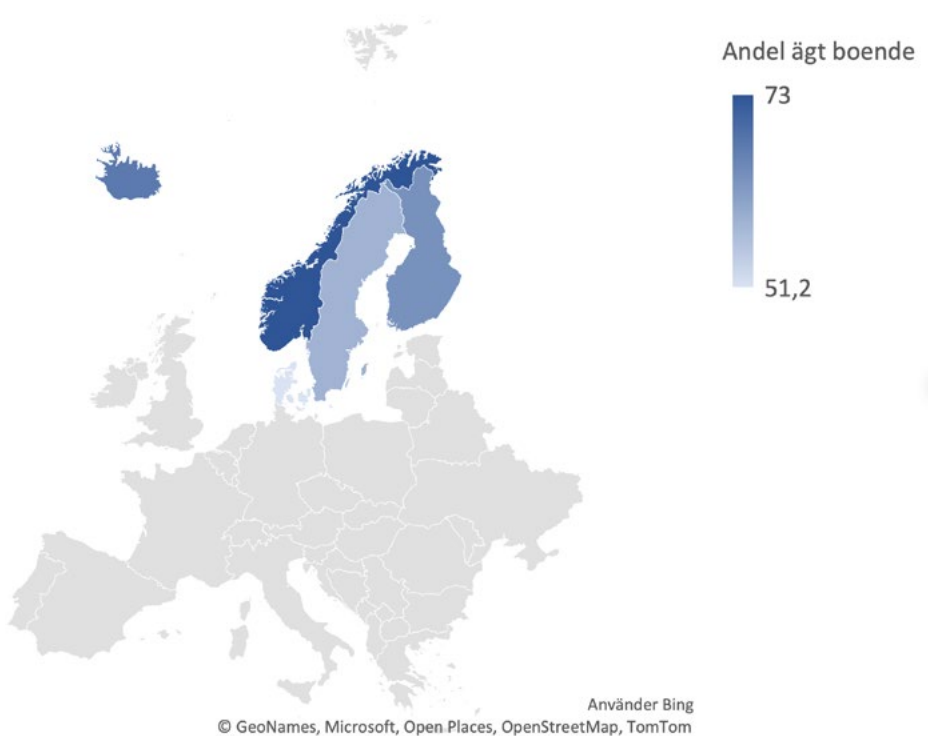 Andel ägt boende
73
51,2
Använder Bing
© GeoNames, Microsoft, Open Places, OpenStreetMap, TomTom